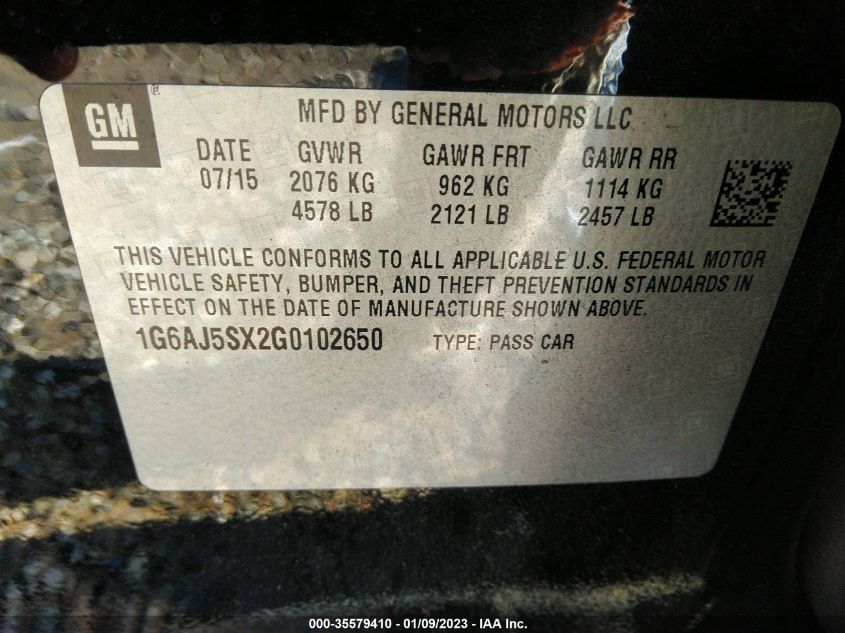 GM®
MFD BY GENERAL MOTORS LLC
DATE GVWR GAWR FRT GAWR RR
07/15 2076 KG 962 KG 1114 KG
4578 LB 2121 LB 2457 LB
THIS VEHICLE CONFORMS TO ALL APPLICABLE U.S. FEDERAL MOTOR
VEHICLE SAFETY, BUMPER, AND THEFT PREVENTION STANDARDS IN
EFFECT ON THE DATE OF MANUFACTURE SHOWN ABOVE.
1G6AJ5SX2G0102650 TYPE: PASS CAR
000-35579410 - 01/09/2023 - IAA Inc.